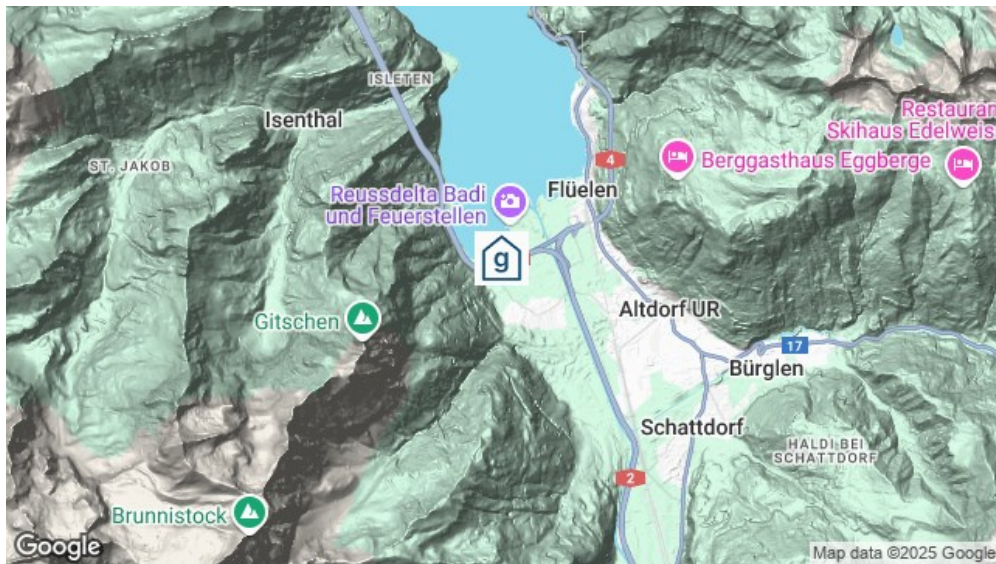 ISLETEN
Isenthal
Restauran
Skihaus Edelweis
4
Berggasthaus Eggberge
ST. JAKOB
Reussdelta Badi
und Feuerstellen
Flüelen
g
Altdorf UR
Gitschen
17
Bürglen
Schattdorf
HALDI BEI
SCHATTDORF
2
Brunnistock
Google
Map data ©2025 Google